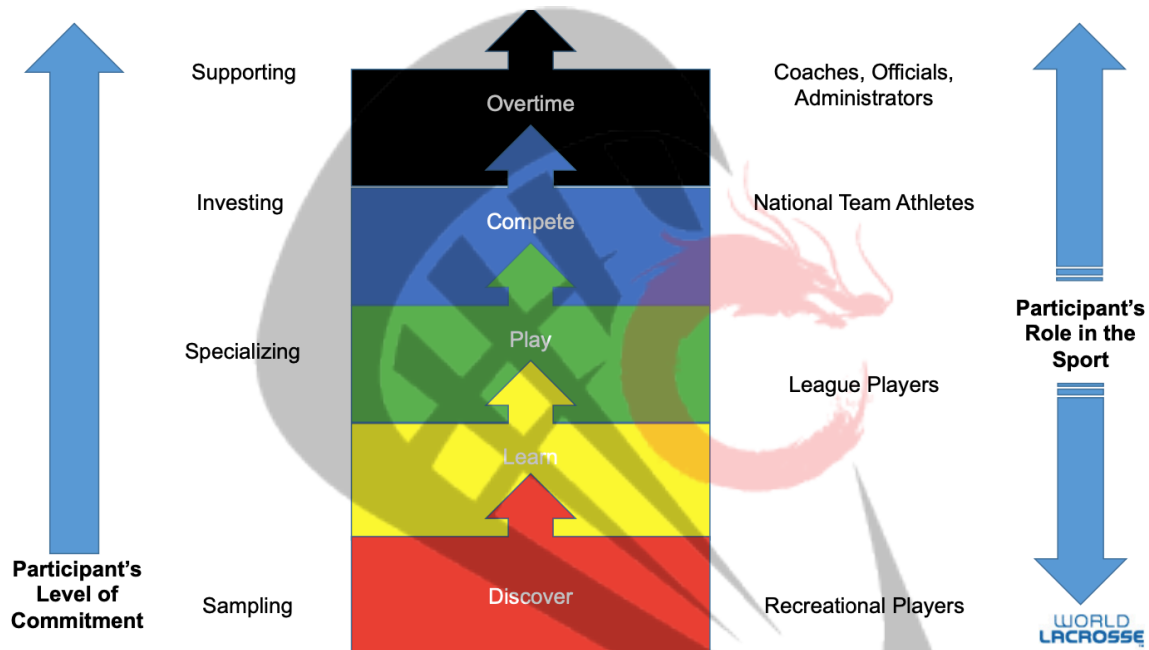 Supporting
Overtime
Coaches, Officials,
Administrators
Investing
Compete
National Team Athletes
Participant's
Role in the
Sport
Specializing
Play
League Players
Learn
Participant's
Level of
Commitment
Sampling
Discover
Recreational Players
WORLD
LACROSSE